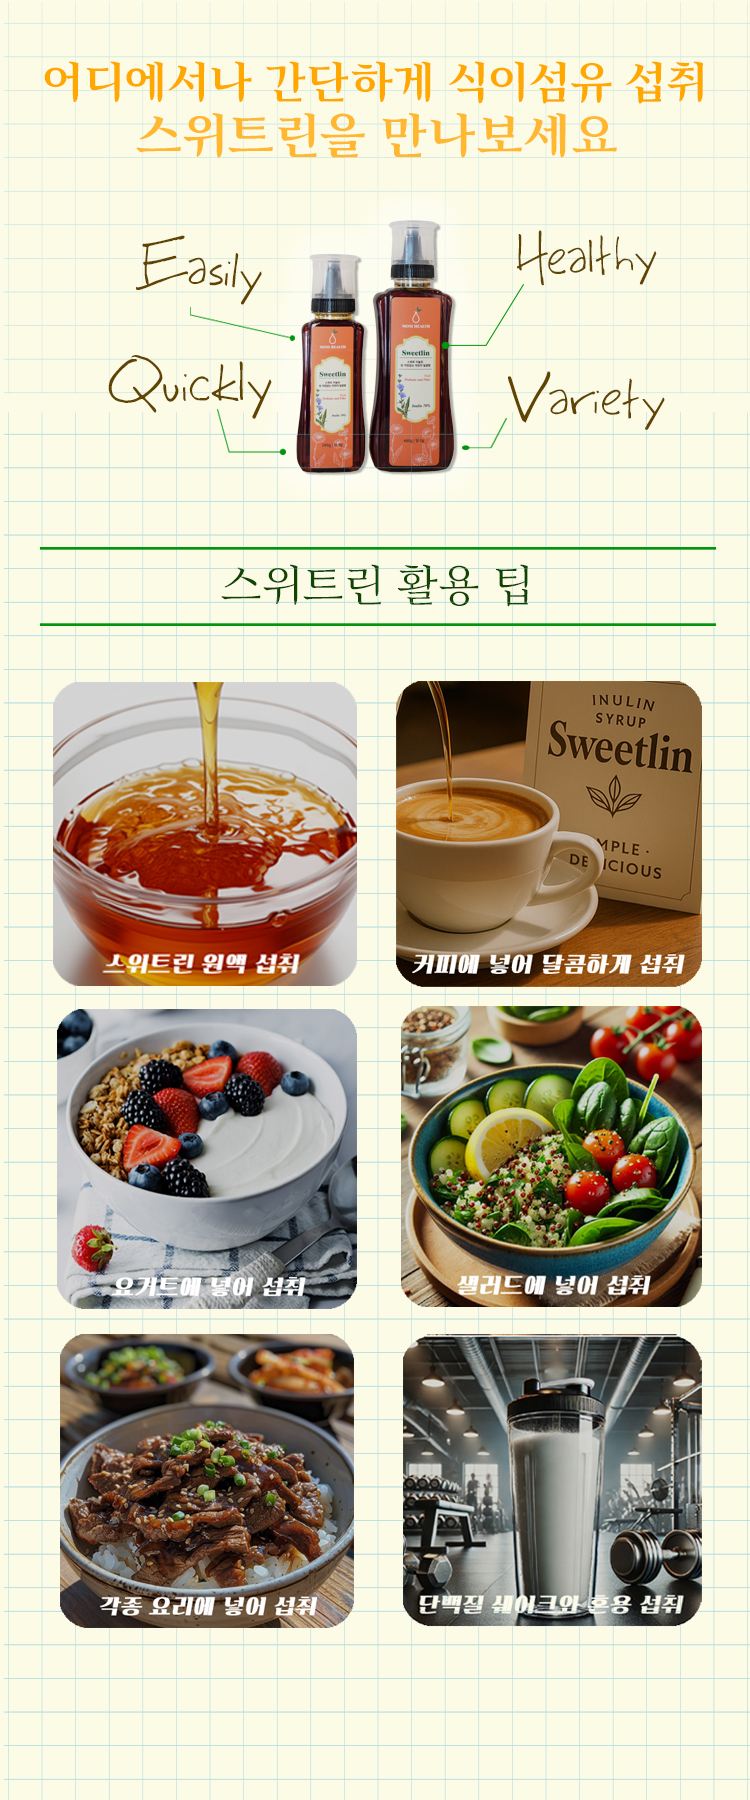 어디에서나 간단하게 식이섬유 섭취
스위트린을 만나보세요
Easily
Healthy
Quickly
Variety
Sweetlin
Sweetlin
Inulin 70%
스위트린 활용 팁
INULIN
SYRUP
Sweetlin
MPLE ·
DE ICIOUS
스위트린 원액 섭취
커피에 넣어 달콤하게 섭취
요거트에 넣어 섭취
샐러드에 넣어 섭취
각종 요리에 넣어 섭취
단백질 쉐이크와 혼용 섭취